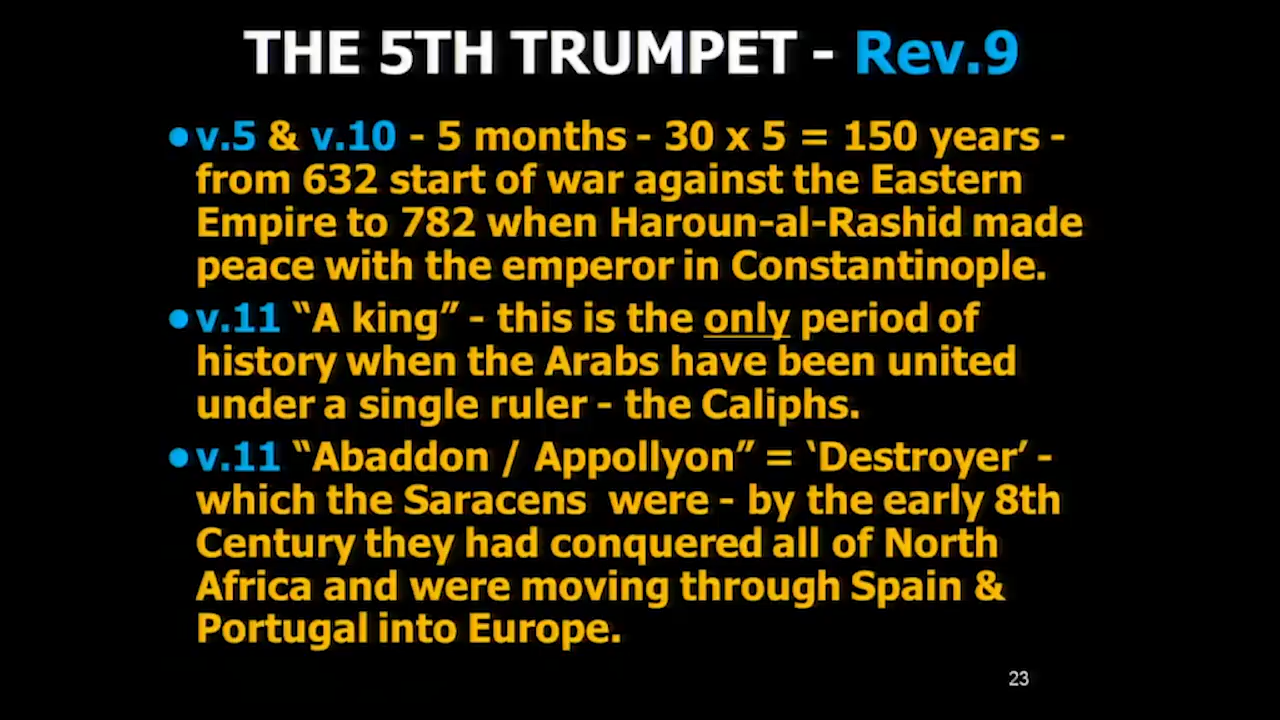 THE 5TH TRUMPET - Rev.9
•v.5 & v.10 - 5 months - 30 x 5 = 150 years -
from 632 start of war against the Eastern
Empire to 782 when Haroun-al-Rashid made
peace with the emperor in Constantinople.
•v.11 “A king” - this is the only period of
history when the Arabs have been united
under a single ruler - the Caliphs.
•v.11 “Abaddon / Appollyon” = ‘Destroyer’ -
which the Saracens  were - by the early 8th
Century they had conquered all of North
Africa and were moving through Spain &
Portugal into Europe.
23